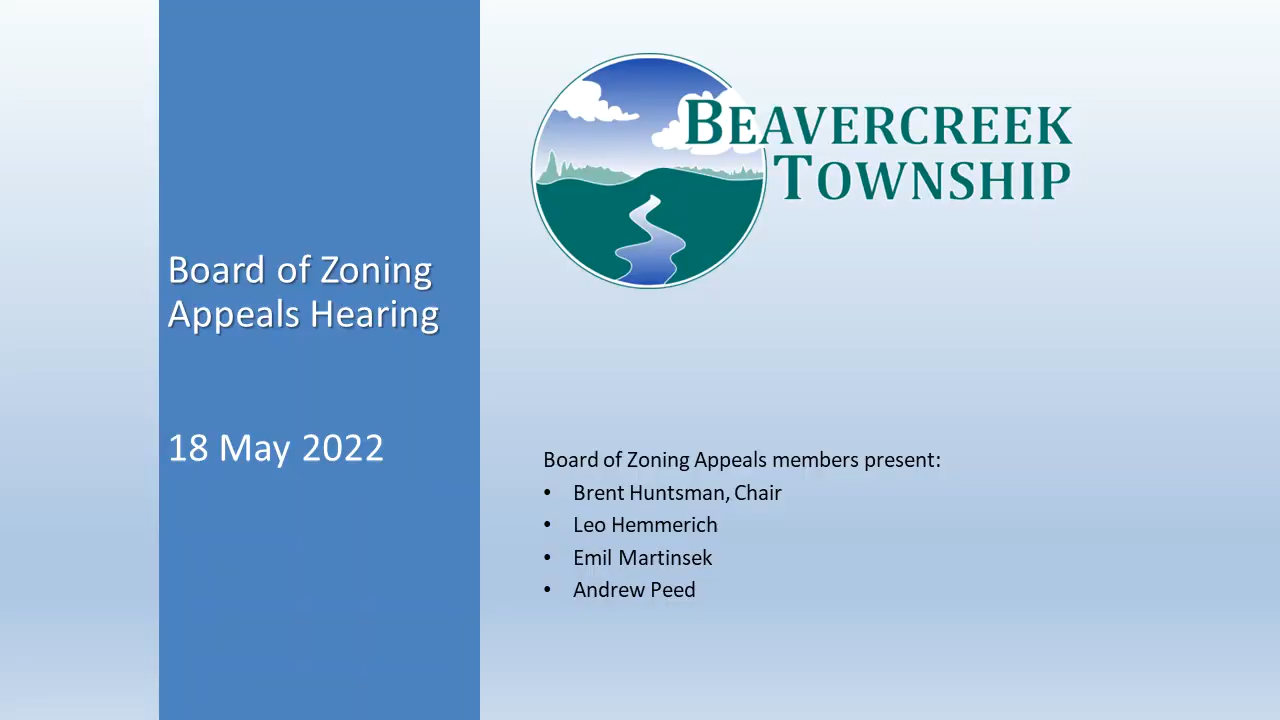 BEAVERCREEK
TOWNSHIP
Board of Zoning
Appeals Hearing
18 May 2022
Board of Zoning Appeals members present:
• Brent Huntsman, Chair
• Leo Hemmerich
• Emil Martinsek
• Andrew Peed